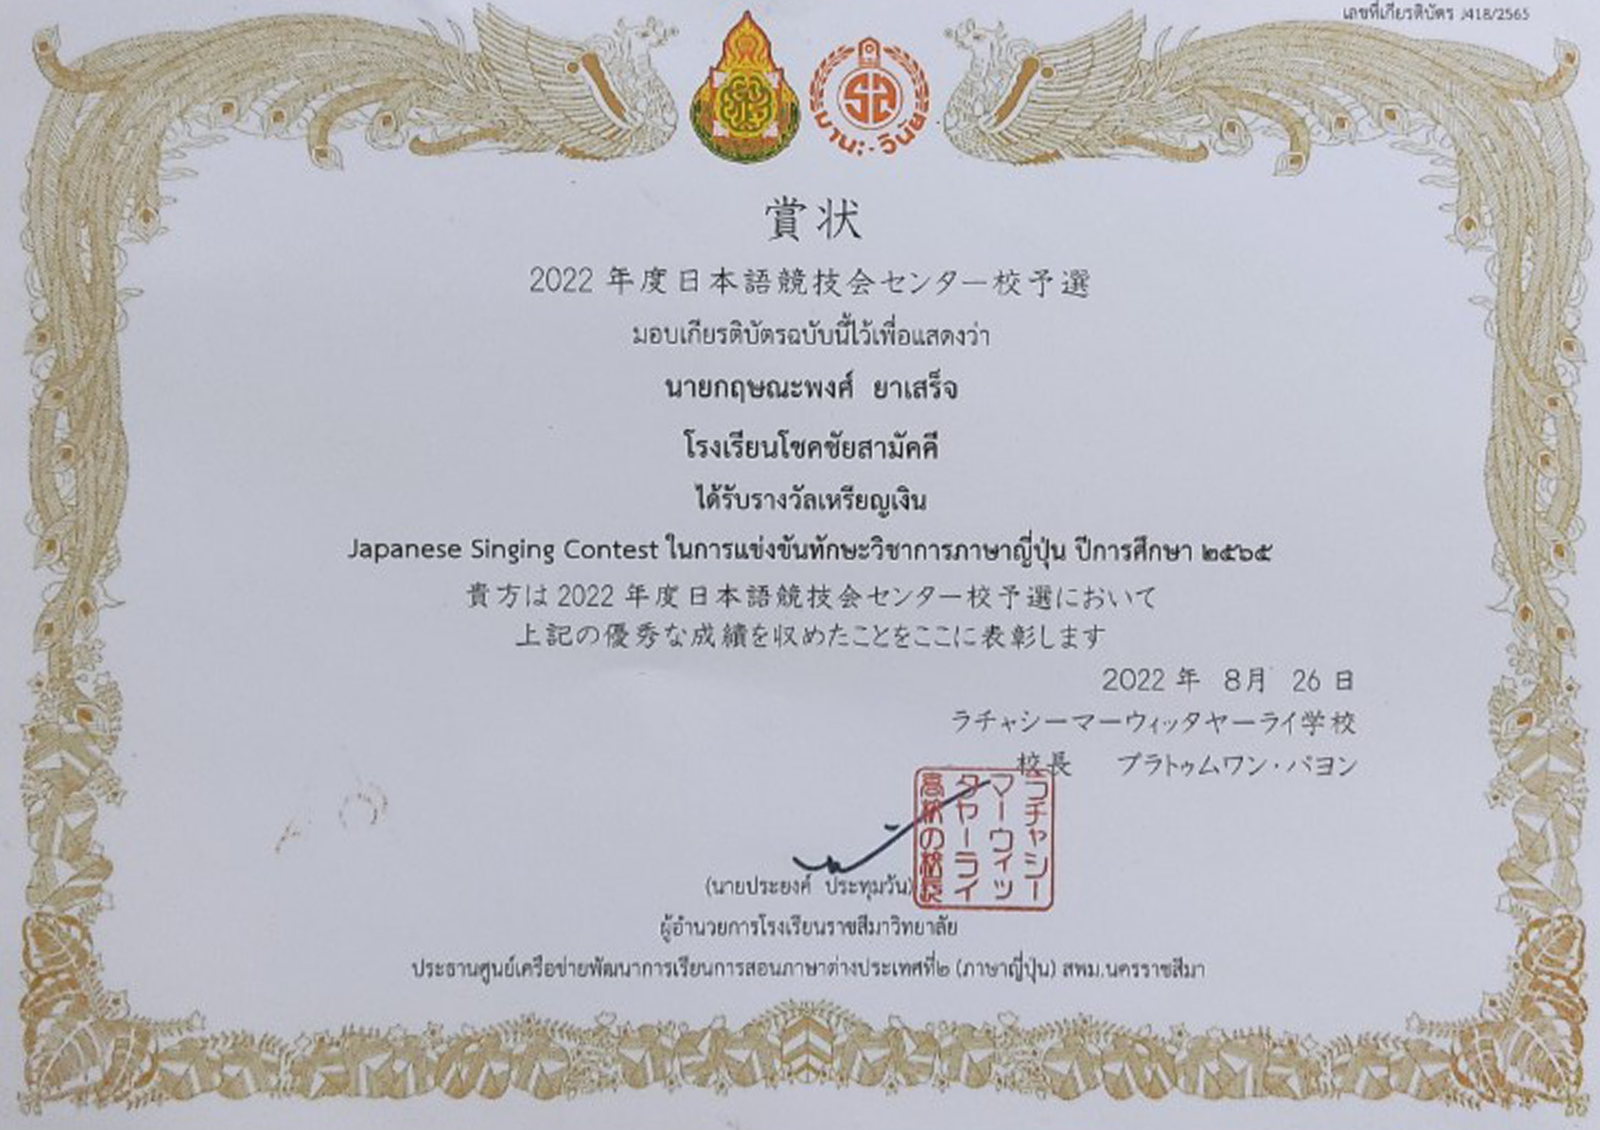 เลขที่เกียรติบัตร J418/2565
มานะ-วินัย
賞状
2022 年度日本語競技会センター校予選
มอบเกียรติบัตรฉบับนี้ไว้เพื่อแสดงว่า
นายกฤษณะพงศ์ ยาเสร็จ
โรงเรียนโชคชัยสามัคคี
ได้รับรางวัลเหรียญเงิน
Japanese Singing Contest ในการแข่งขันทักษะวิชาการภาษาญี่ปุ่น ปีการศึกษา ๒๕๖๕
貴方は 2022 年度日本語競技会センター校予選において
上記の優秀な成績を収めたことをここに表彰します
2022 年 8月 26 日
ラチャシーマーウィッタヤーライ学校
校長 プラトゥムワン・パヨン
ラチャシー
マーウィッ
タヤーライ
(นายประยงค์ ประทุมวัน)
ผู้อำนวยการโรงเรียนราชสีมาวิทยาลัย
ประธานศูนย์เครือข่ายพัฒนาการเรียนการสอนภาษาต่างประเทศที่๒ (ภาษาญี่ปุ่น) สพม.นครราชสีมา